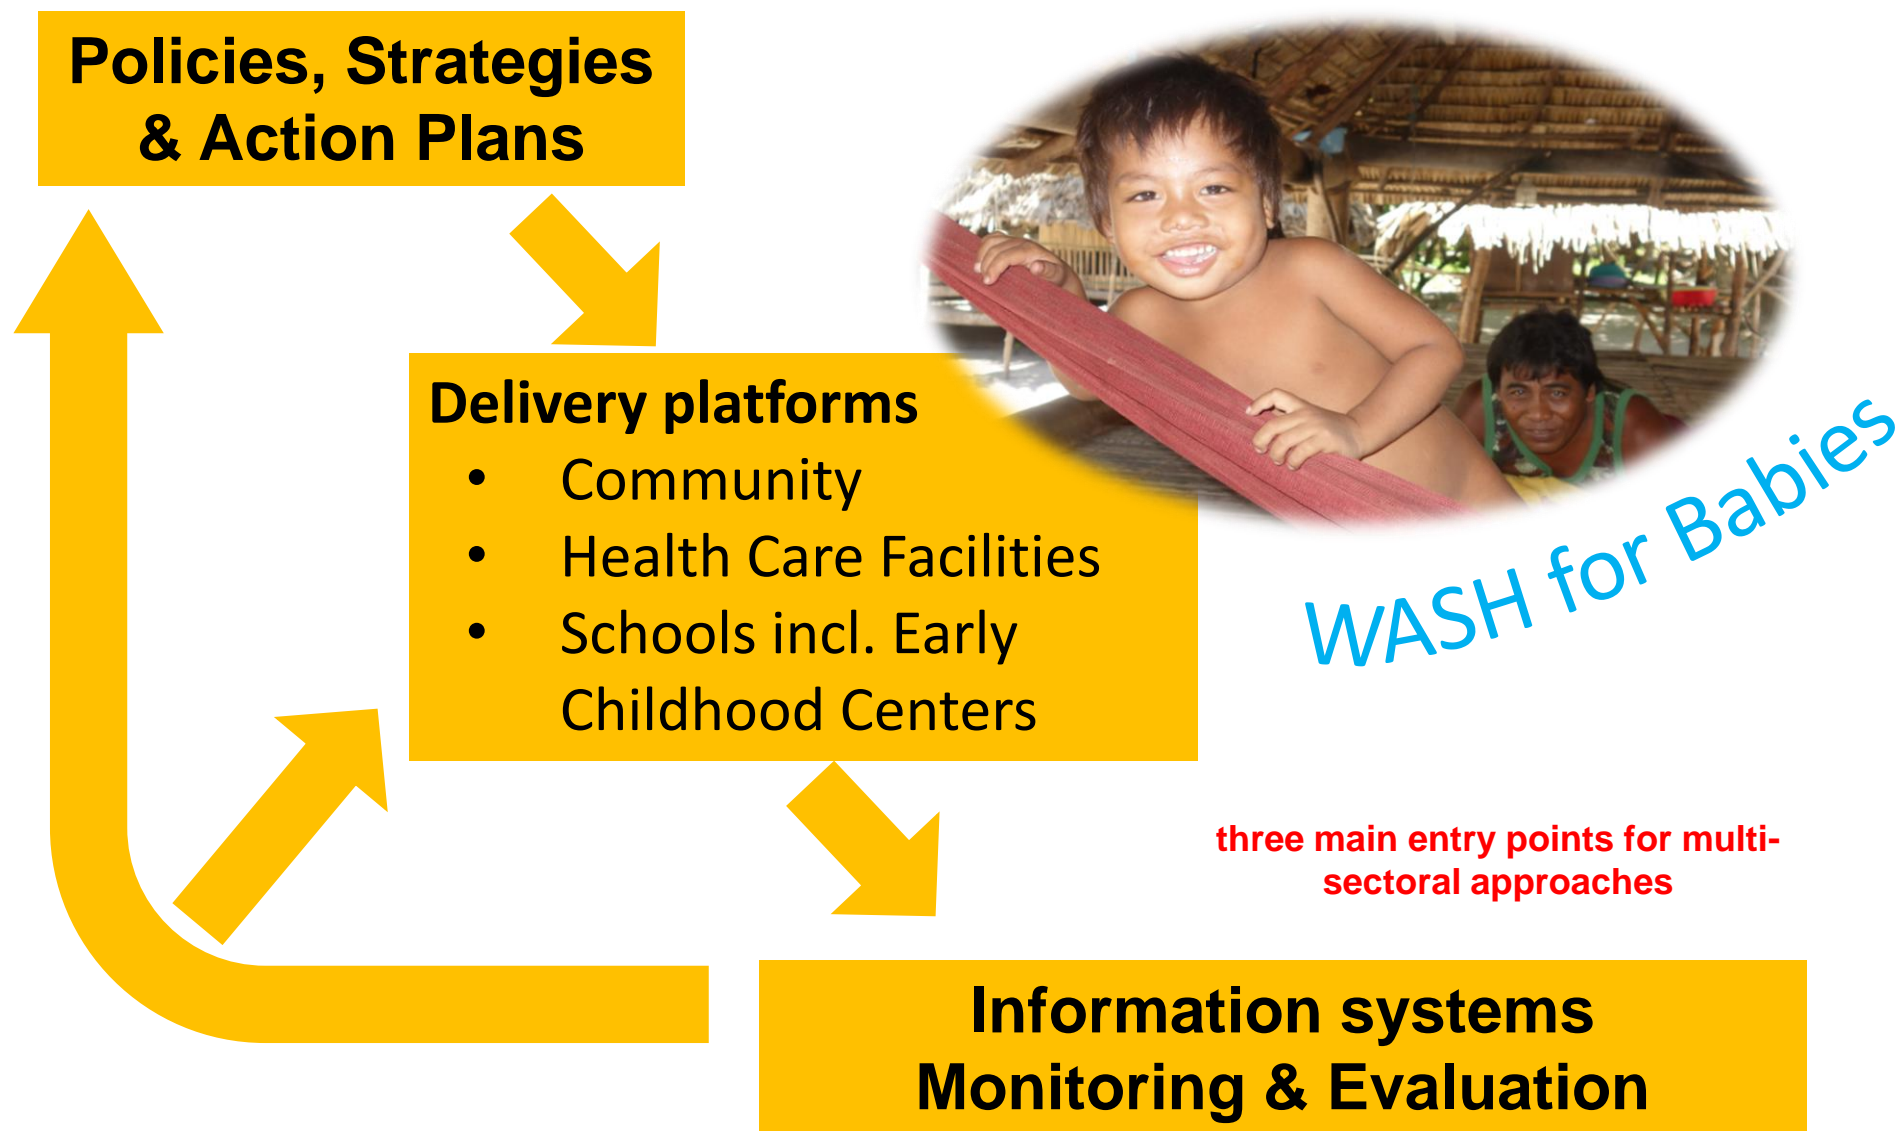 Policies, Strategies
& Action Plans
Delivery platforms
• Community
• Health Care Facilities
• Schools incl. Early
Childhood Centers
WASH for Babies
three main entry points for multi-
sectoral approaches
Information systems
Monitoring & Evaluation